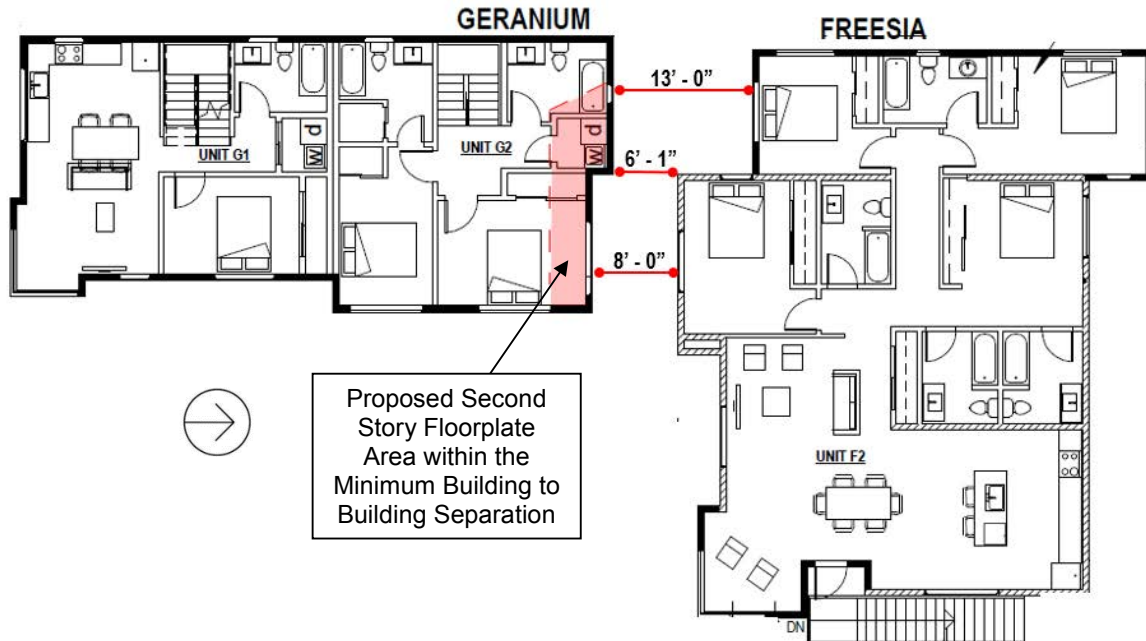 GERANIUM
FREESIA
13' - 0"
UNIT G1
UNIT G2
w d
w d
6' - 1"
8' - 0"
Proposed Second
Story Floorplate
Area within the
Minimum Building to
Building Separation
UNIT F2
DN